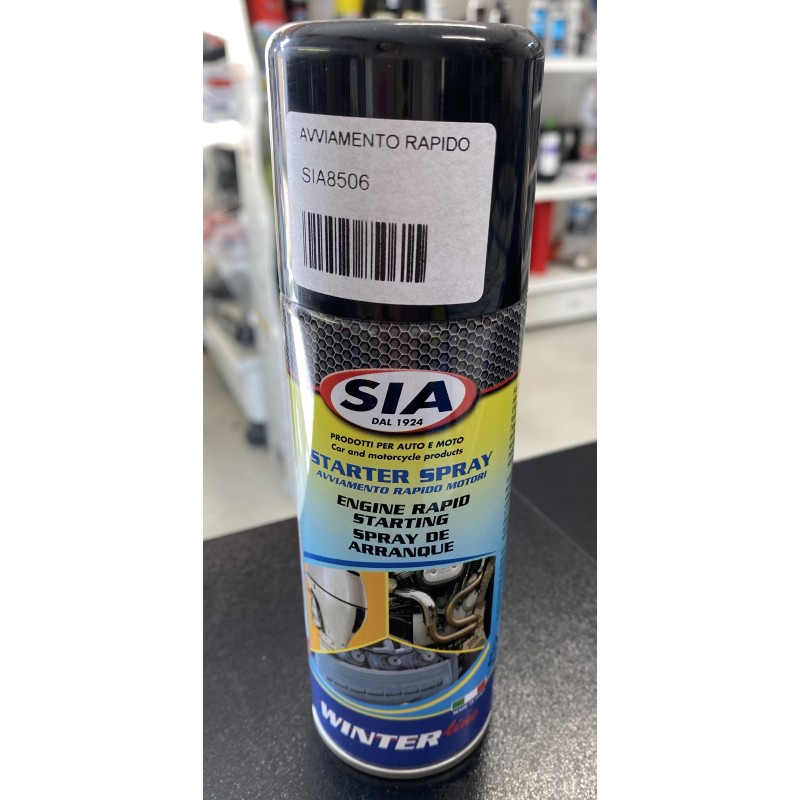 AVVIAMENTO RAPIDO
SIA8506
SIA
DAL 1924
PRODOTTI PER AUTO E MOTO
Car and motorcycle products
STARTER SPRAY
AVVIAMENTO RAPIDO MOTORI
ENGINE RAPID
STARTING
SPRAY DE
ARRANQUE
WINTER line